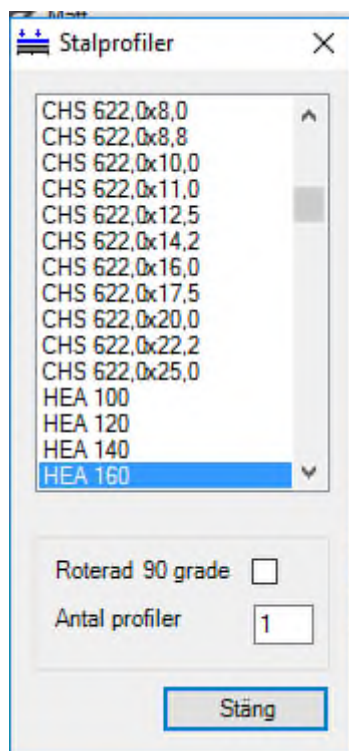 Stalprofiler
CHS 622,0x8,0
CHS 622,0x8,8
CHS 622,0x10,0
CHS 622,0x11,0
CHS 622,0x12,5
CHS 622,0x14,2
CHS 622,0x16,0
CHS 622,0x17,5
CHS 622,0x20,0
CHS 622,0x22,2
CHS 622,0x25,0
HEA 100
HEA 120
HEA 140
HEA 160
Roterad 90 grade
Antal profiler 1
Stäng